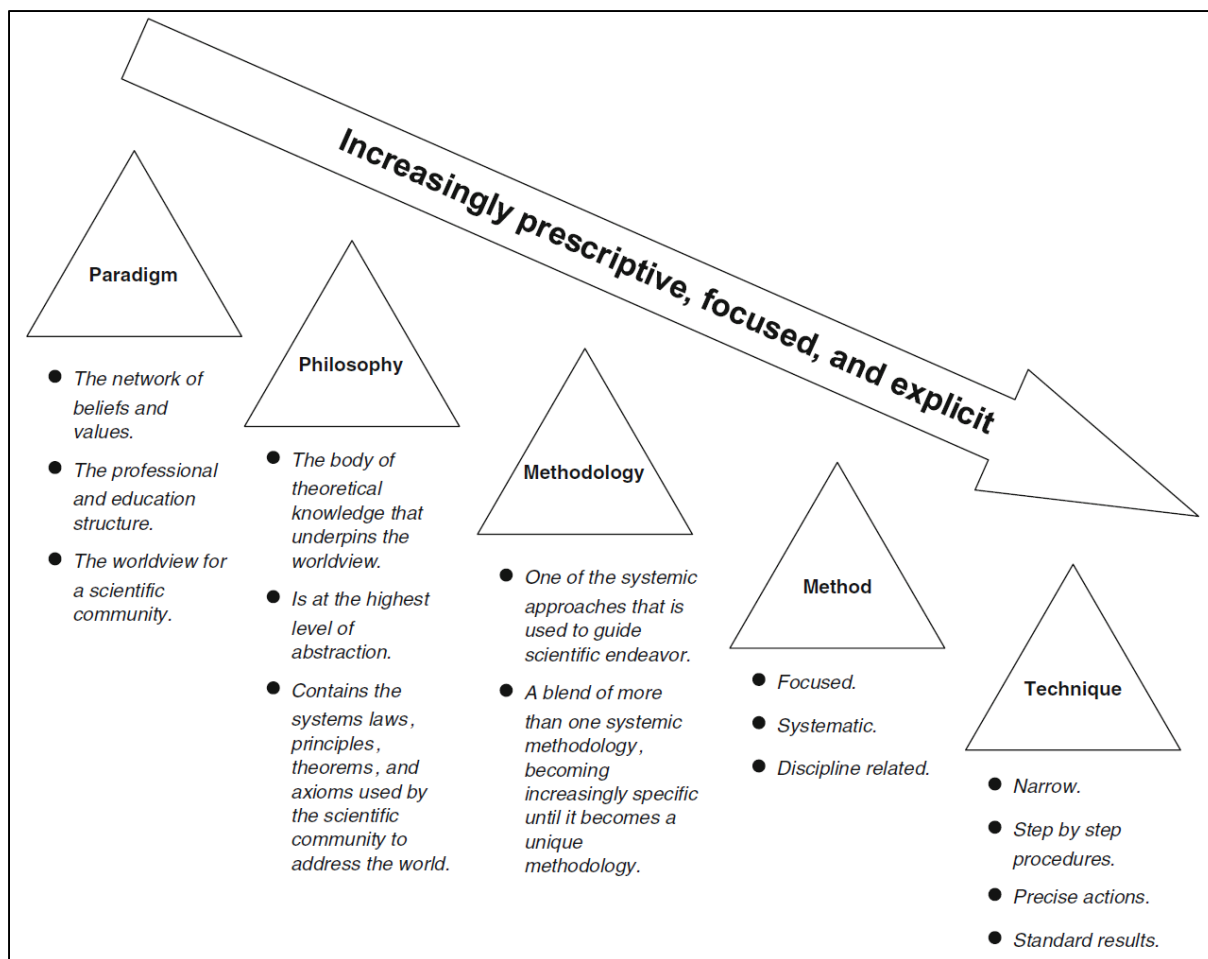 Increasingly prescriptive, focused, and explicit
Paradigm
● The network of
beliefs and
values.
● The professional
and education
structure.
● The worldview for
a scientific
community.
Philosophy
● The body of
theoretical
knowledge that
underpins the
worldview.
● Is at the highest
level of
abstraction.
● Contains the
systems laws,
principles,
theorems, and
axioms used by
the scientific
community to
address the world.
Methodology
● One of the systemic
approaches that is
used to guide
scientific endeavor.
● A blend of more
than one systemic
methodology,
becoming
increasingly specific
until it becomes a
unique
methodology.
Method
● Focused.
● Systematic.
● Discipline related.
Technique
● Narrow.
● Step by step
procedures.
● Precise actions.
● Standard results.